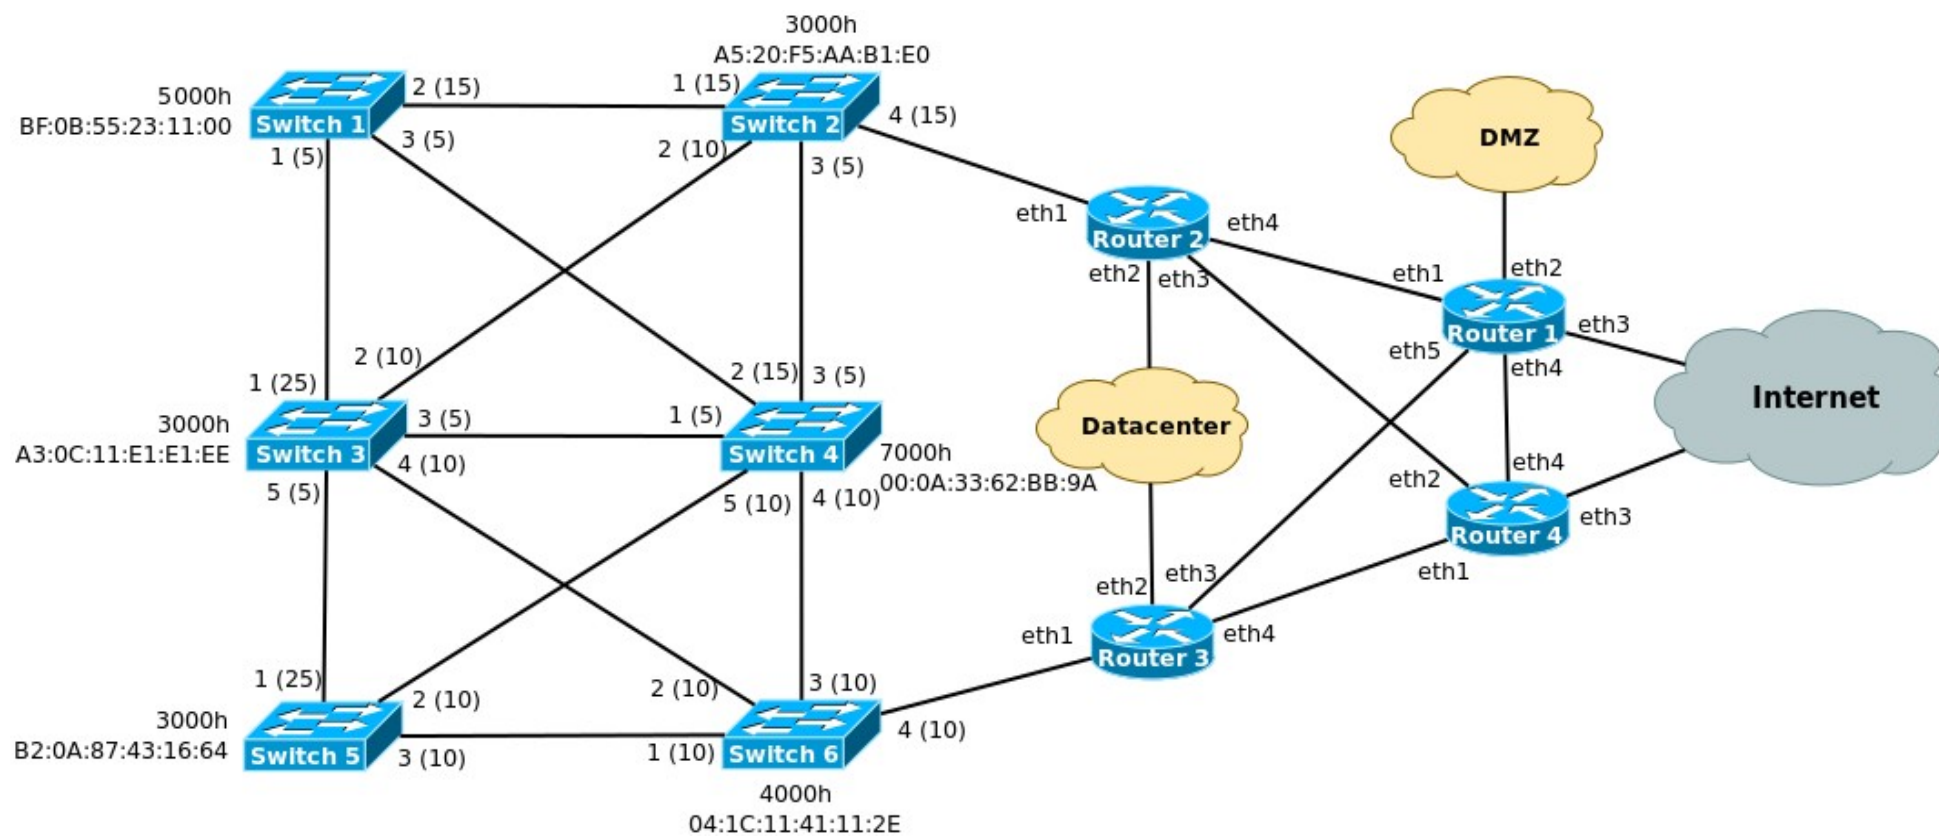 3000h
A5:20:F5:AA:B1:E0
5000h
BF:0B:55:23:11:00
Switch 1
2 (15)
1 (15)
Switch 2
4 (15)
1 (5)
3 (5)
2 (10)
3 (5)
DMZ
eth1
Router 2
eth4
eth2
eth3
eth1
eth2
Router 1
eth3
eth5
eth4
Internet
2 (10)
1 (25)
2 (15)
3 (5)
3000h
A3:0C:11:E1:E1:EE
Switch 3
3 (5)
1 (5)
Switch 4
7000h
00:0A:33:62:BB:9A
Datacenter
4 (10)
5 (5)
5 (10)
4 (10)
eth2
eth4
Router 4
eth3
eth1
eth2
eth3
eth1
Router 3
eth4
1 (25)
2 (10)
2 (10)
3 (10)
3000h
B2:0A:87:43:16:64
Switch 5
3 (10)
1 (10)
Switch 6
4 (10)
4000h
04:1C:11:41:11:2E